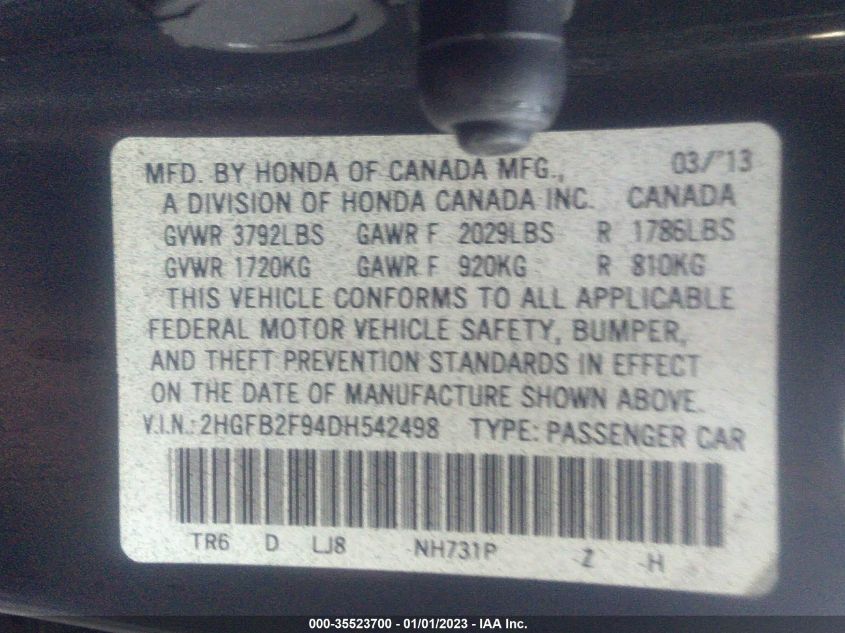 MFD. BY HONDA OF CANADA MFG., 03/'13
A DIVISION OF HONDA CANADA INC. CANADA
GVWR 3792LBS GAWR F 2029LBS R 1786LBS
GVWR 1720KG GAWR F 920KG R 810KG
THIS VEHICLE CONFORMS TO ALL APPLICABLE
FEDERAL MOTOR VEHICLE SAFETY, BUMPER,
AND THEFT PREVENTION STANDARDS IN EFFECT
ON THE DATE OF MANUFACTURE SHOWN ABOVE.
V.I.N.: 2HGFB2F94DH542498 TYPE: PASSENGER CAR
TR6 D LJ8 NH731P -Z -H
000-35523700 - 01/01/2023 - IAA Inc.